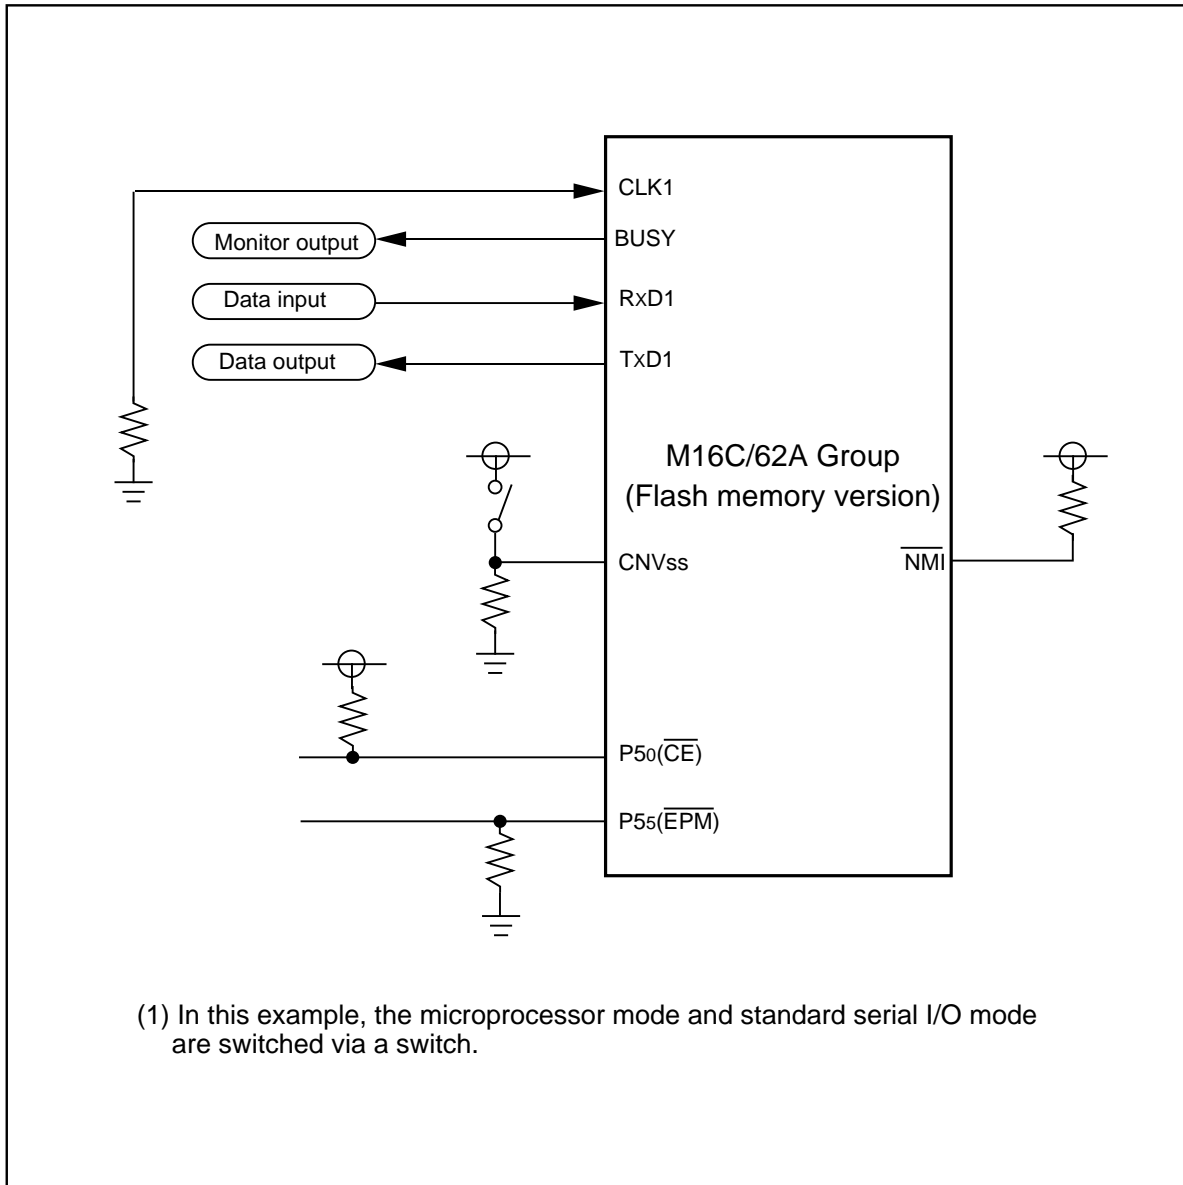 CLK1
Monitor output
BUSY
Data input
RxD1
Data output
TxD1
M16C/62A Group
(Flash memory version)
CNVss
NMI
P50(CE)
P55(EPM)
(1) In this example, the microprocessor mode and standard serial I/O mode
are switched via a switch.